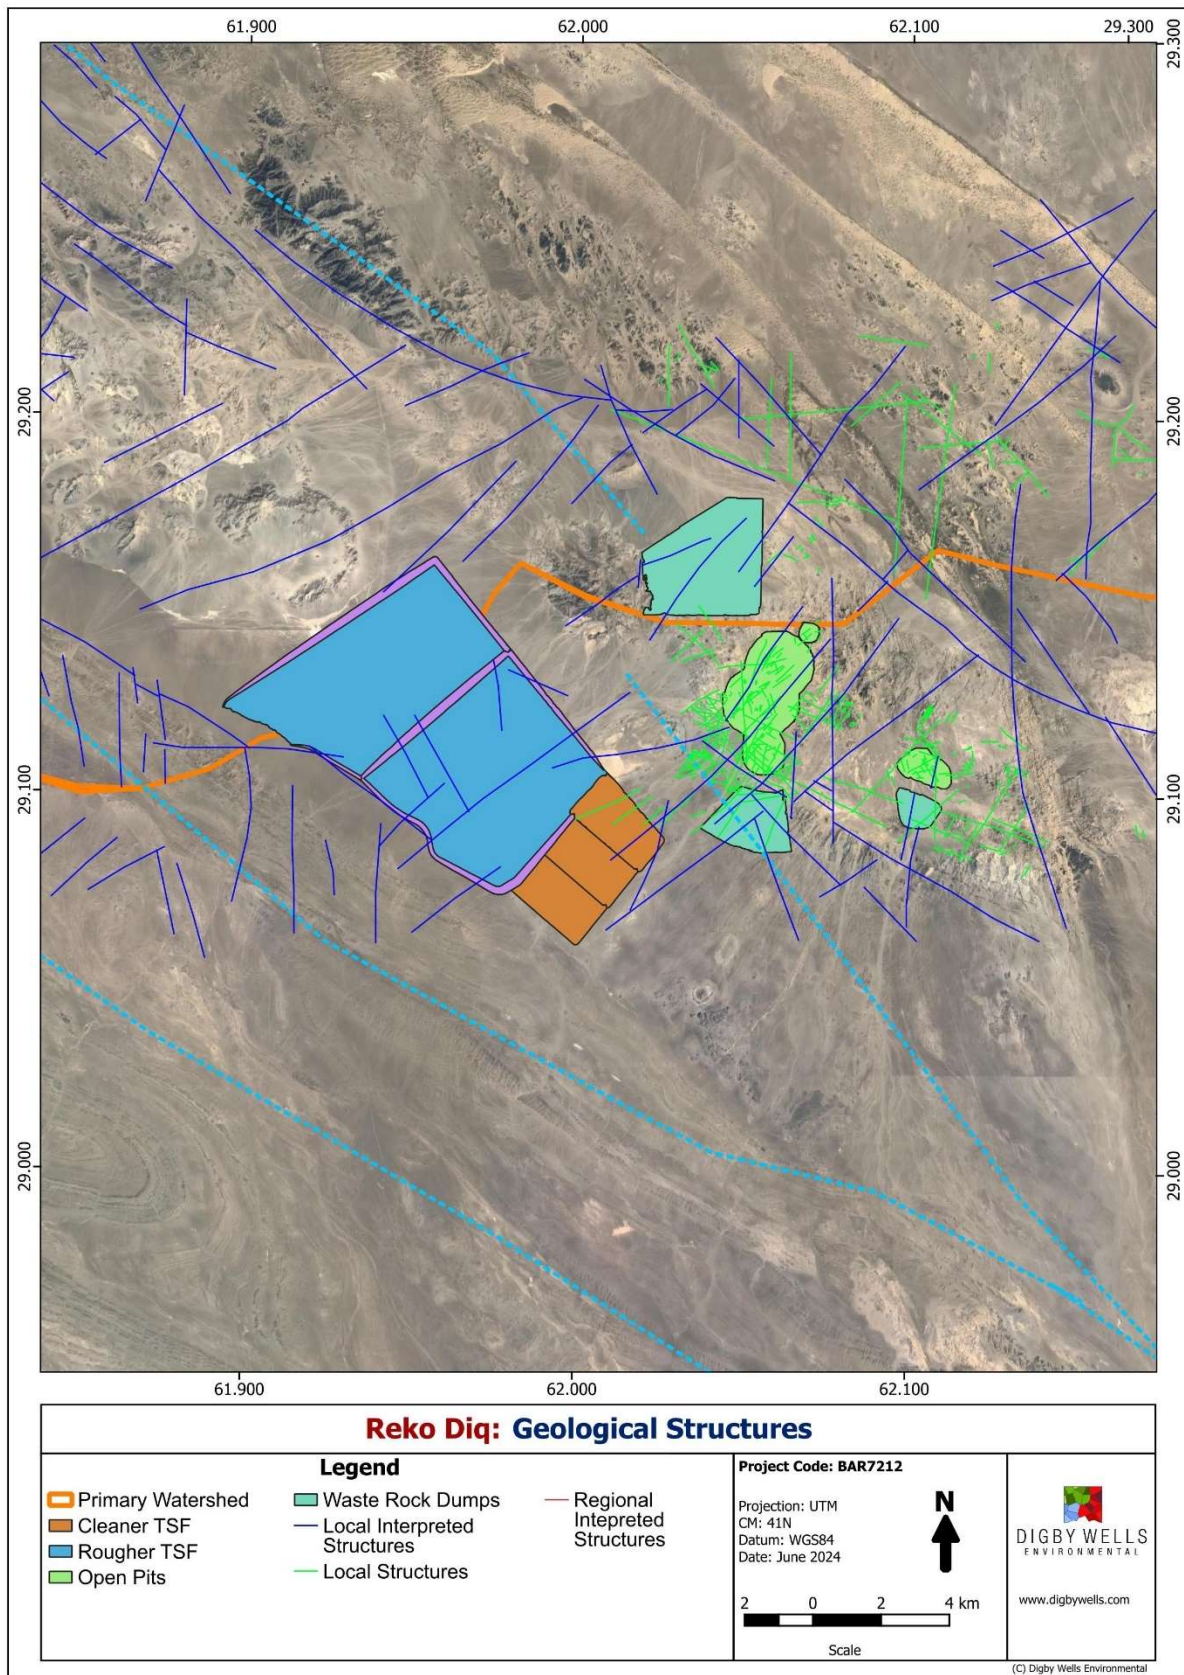 61.900
62.000
62.100
29.300
29.300
29.200
29.200
29.100
29.100
29.000
29.000
61.900
62.000
62.100
Reko Diq: Geological Structures
Legend
Primary Watershed
Cleaner TSF
Rougher TSF
Open Pits
Waste Rock Dumps
Local Interpreted
Structures
Local Structures
Regional
Intepreted
Structures
Project Code: BAR7212
Projection: UTM
CM: 41N
Datum: WGS84
Date: June 2024
N
2 0 2 4 km
Scale
DIGBY WELLS
ENVIRONMENTAL
www.digbywells.com
(C) Digby Wells Environmental